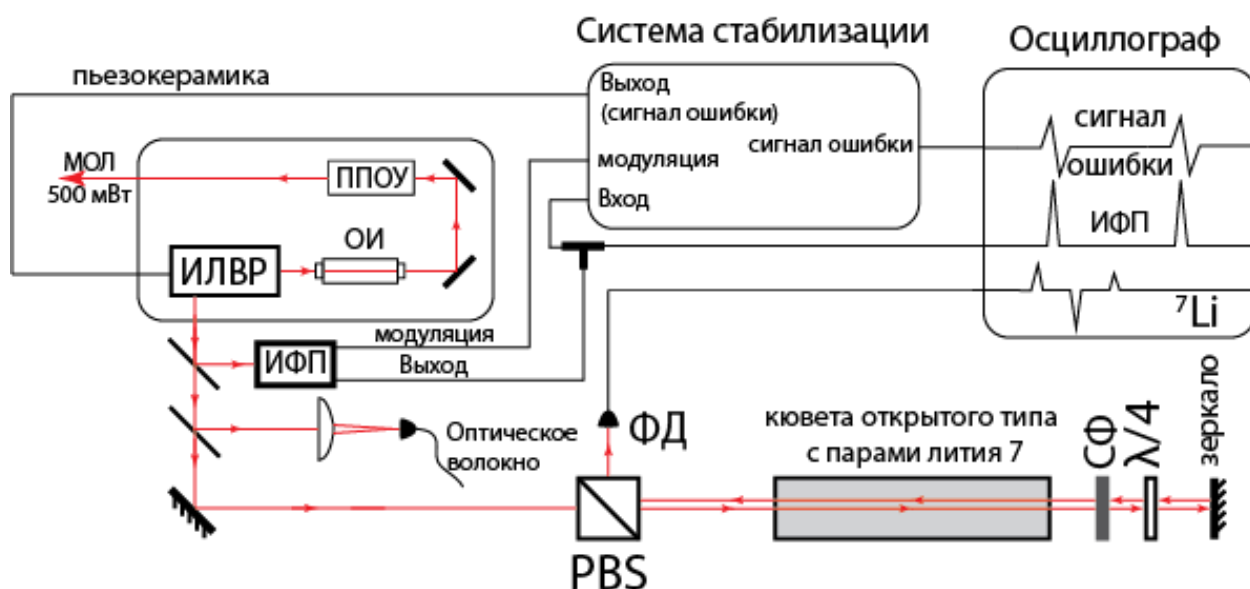 Система стабилизации
Осциллограф
пьезокерамика
Выход
(сигнал ошибки)
сигнал ошибки
модуляция
Вход
сигнал
ошибки
ИФП
⁷Li
МОЛ
500 мВт
ППОУ
ОИ
ИЛВР
модуляция
ИФП
Выход
Оптическое
волокно
ФД
кювета открытого типа
с парами лития 7
СФ
λ/4
зеркало
PBS